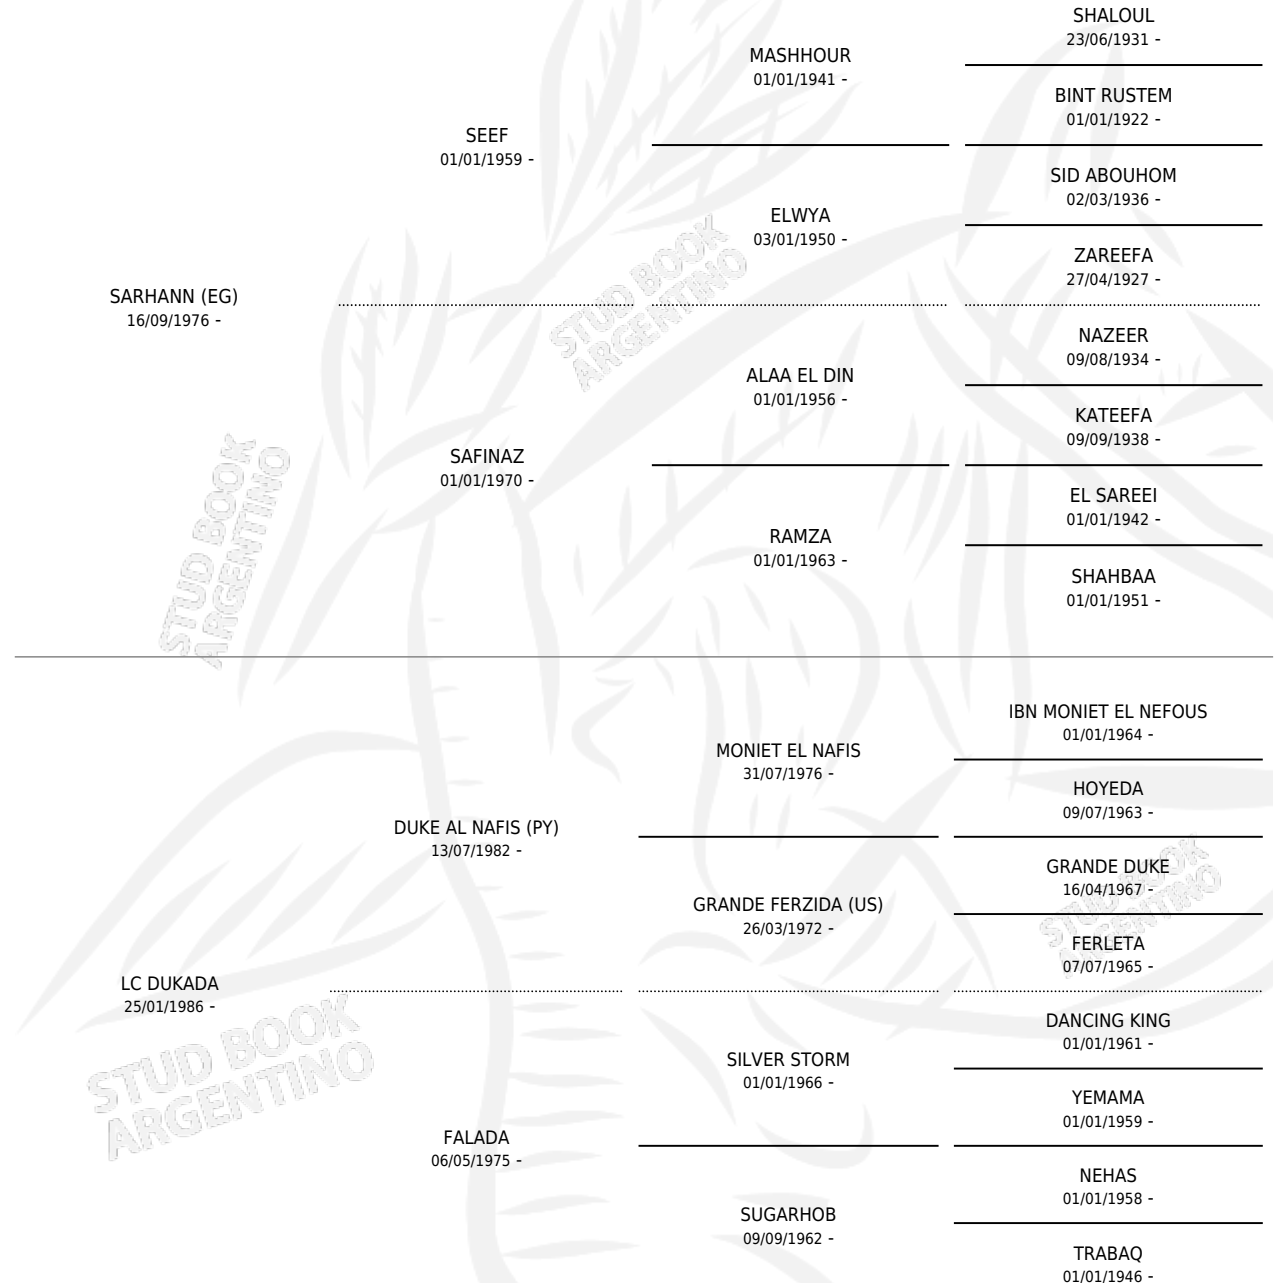 SHALOUL
23/06/1931 -
MASHHOUR
01/01/1941 -
BINT RUSTEM
01/01/1922 -
SEEF
01/01/1959 -
SID ABOUHOM
02/03/1936 -
ELWYA
03/01/1950 -
ZAREEFA
27/04/1927 -
SARHANN (EG)
16/09/1976 -
NAZEER
09/08/1934 -
ALAA EL DIN
01/01/1956 -
KATEEFA
09/09/1938 -
SAFINAZ
01/01/1970 -
EL SAREEI
01/01/1942 -
RAMZA
01/01/1963 -
SHAHBAA
01/01/1951 -
IBN MONIET EL NEFOUS
01/01/1964 -
MONIET EL NAFIS
31/07/1976 -
HOYEDA
09/07/1963 -
DUKE AL NAFIS (PY)
13/07/1982 -
GRANDE DUKE
16/04/1967 -
GRANDE FERZIDA (US)
26/03/1972 -
FERLETA
07/07/1965 -
LC DUKADA
25/01/1986 -
DANCING KING
01/01/1961 -
SILVER STORM
01/01/1966 -
YEMAMA
01/01/1959 -
FALADA
06/05/1975 -
NEHAS
01/01/1958 -
SUGARHOB
09/09/1962 -
TRABAQ
01/01/1946 -
STUD BOOK
ARGENTINO
STUD BOOK
ARGENTINO
STUD BOOK
ARGENTINO
STUD BOOK
ARGENTINO